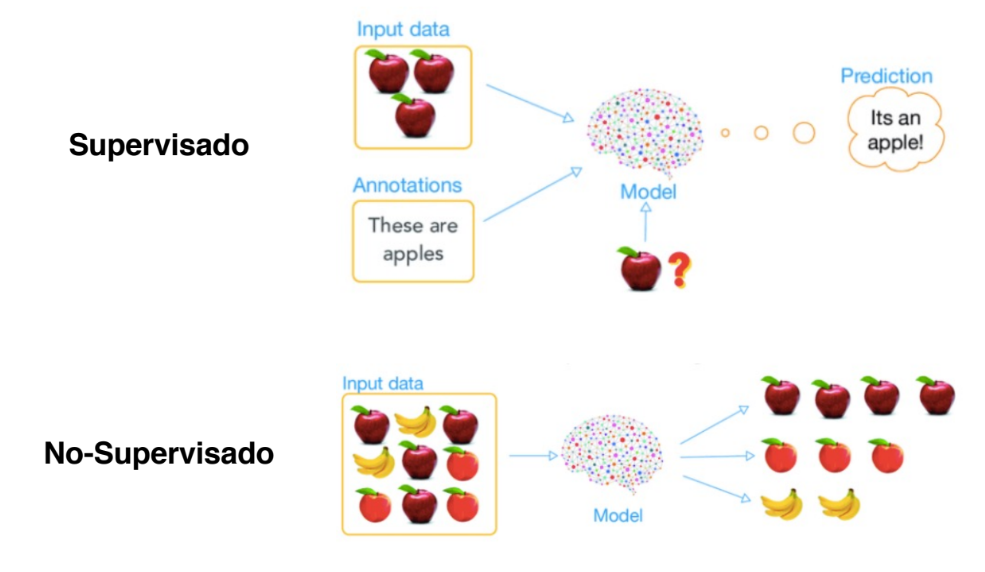 Supervisado
Input data
Annotations
These are
apples
Model
?
Prediction
Its an
apple!
No-Supervisado
Input data
Model